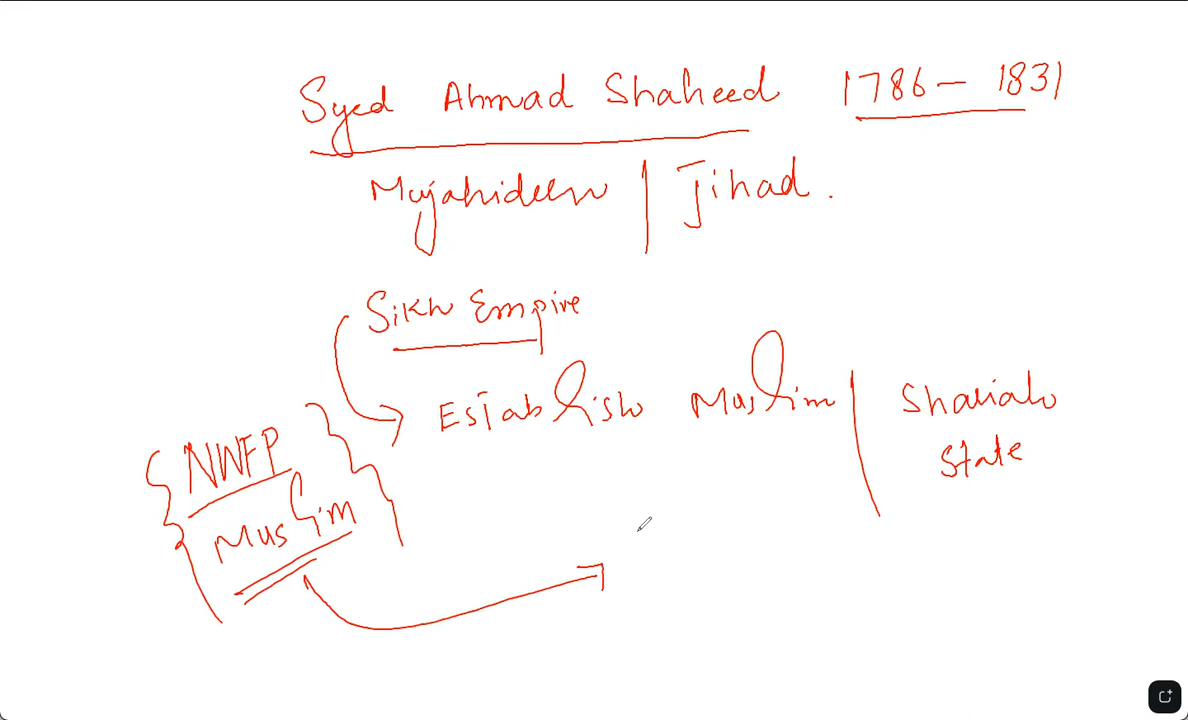 Syed Ahmad Shaheed 1786 - 1831
Mujahideen | Jihad.
Sikh Empire
Establish Muslim | Shariah State
NWFP
Muslim